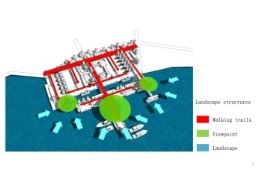 Landscape structures
Walking trails
Viewpoint
Landscape